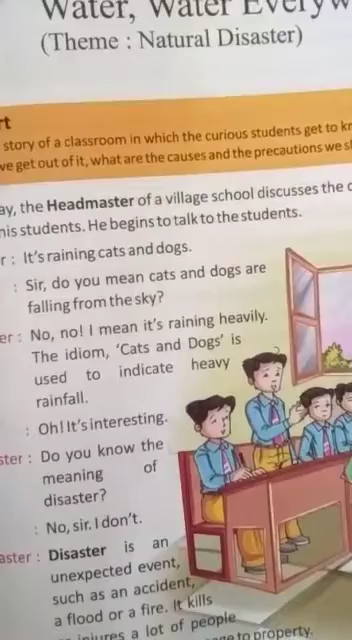 Water, Water Everyw
(Theme : Natural Disaster)
rt
story of a classroom in which the curious students get to kn
we get out of it, what are the causes and the precautions we s
ay, the Headmaster of a village school discusses the c
his students. He begins to talk to the students.
r : It's raining cats and dogs.
: Sir, do you mean cats and dogs are
falling from the sky?
er : No, no! I mean it's raining heavily.
The idiom, 'Cats and Dogs' is
used to indicate heavy
rainfall.
: Oh! It's interesting.
ster : Do you know the
meaning of
disaster?
: No, sir. I don't.
aster : Disaster is an
unexpected event,
such as an accident,
a flood or a fire. It kills
injures a lot of people
to property.